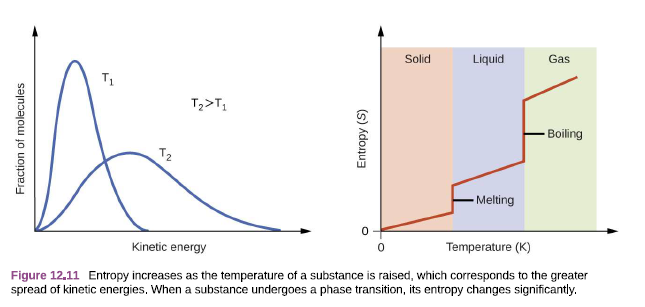 Fraction of molecules
T1
T2>T1
T2
Kinetic energy
Entropy (S)
Solid
Liquid
Gas
Boiling
Melting
0
0
Temperature (K)
Figure 12.11 Entropy increases as the temperature of a substance is raised, which corresponds to the greater
spread of kinetic energies. When a substance undergoes a phase transition, its entropy changes significantly.